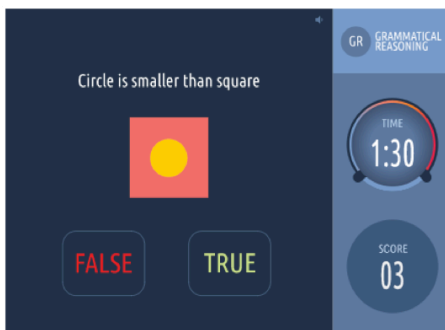 GR
GRAMMATICAL
REASONING
Circle is smaller than square
FALSE
TRUE
TIME
1:30
SCORE
03